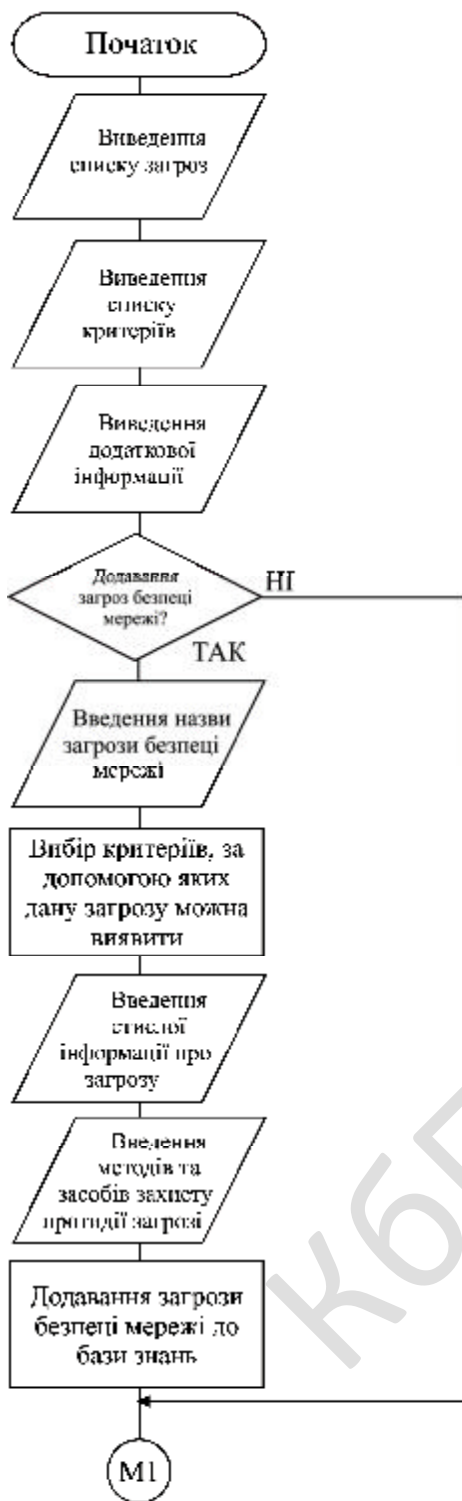 Початок
Виведення
списку загроз
Виведення
списку
критеріїв
Виведення
додаткової
інформації
Додавання
загроз безпеці
мережі?
НІ
ТАК
Введення назви
загрози безпеці
мережі
Вибір критеріїв, за
допомогою яких
дану загрозу можна
виявити
Введення
стислої
інформації про
загрозу
Введення
методів та
засобів захисту
протидії загрозі
Додавання загрози
безпеці мережі до
бази знань
М1